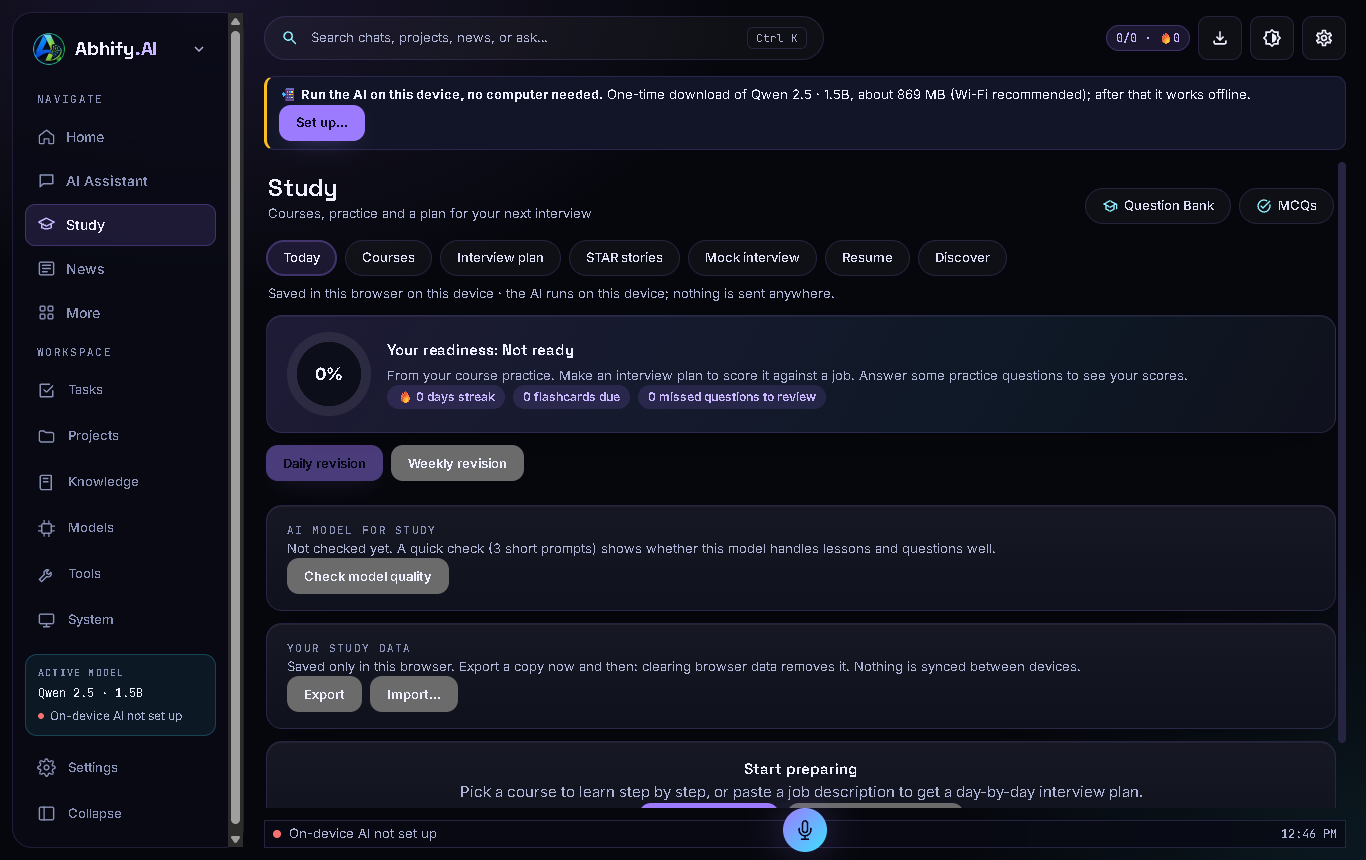 Abhify.AI
NAVIGATE
Home
AI Assistant
Study
News
More
WORKSPACE
Tasks
Projects
Knowledge
Models
Tools
System
ACTIVE MODEL
Qwen 2.5 · 1.5B
On-device AI not set up
Settings
Collapse
Search chats, projects, news, or ask...
Ctrl K
0/0 · 🔥0
Run the AI on this device, no computer needed. One-time download of Qwen 2.5 · 1.5B, about 869 MB (Wi-Fi recommended); after that it works offline.
Set up...
Study
Courses, practice and a plan for your next interview
Question Bank
MCQs
Today
Courses
Interview plan
STAR stories
Mock interview
Resume
Discover
Saved in this browser on this device · the AI runs on this device; nothing is sent anywhere.
0%
Your readiness: Not ready
From your course practice. Make an interview plan to score it against a job. Answer some practice questions to see your scores.
🔥 0 days streak
0 flashcards due
0 missed questions to review
Daily revision
Weekly revision
AI MODEL FOR STUDY
Not checked yet. A quick check (3 short prompts) shows whether this model handles lessons and questions well.
Check model quality
YOUR STUDY DATA
Saved only in this browser. Export a copy now and then: clearing browser data removes it. Nothing is synced between devices.
Export
Import...
Start preparing
Pick a course to learn step by step, or paste a job description to get a day-by-day interview plan.
On-device AI not set up
12:46 PM